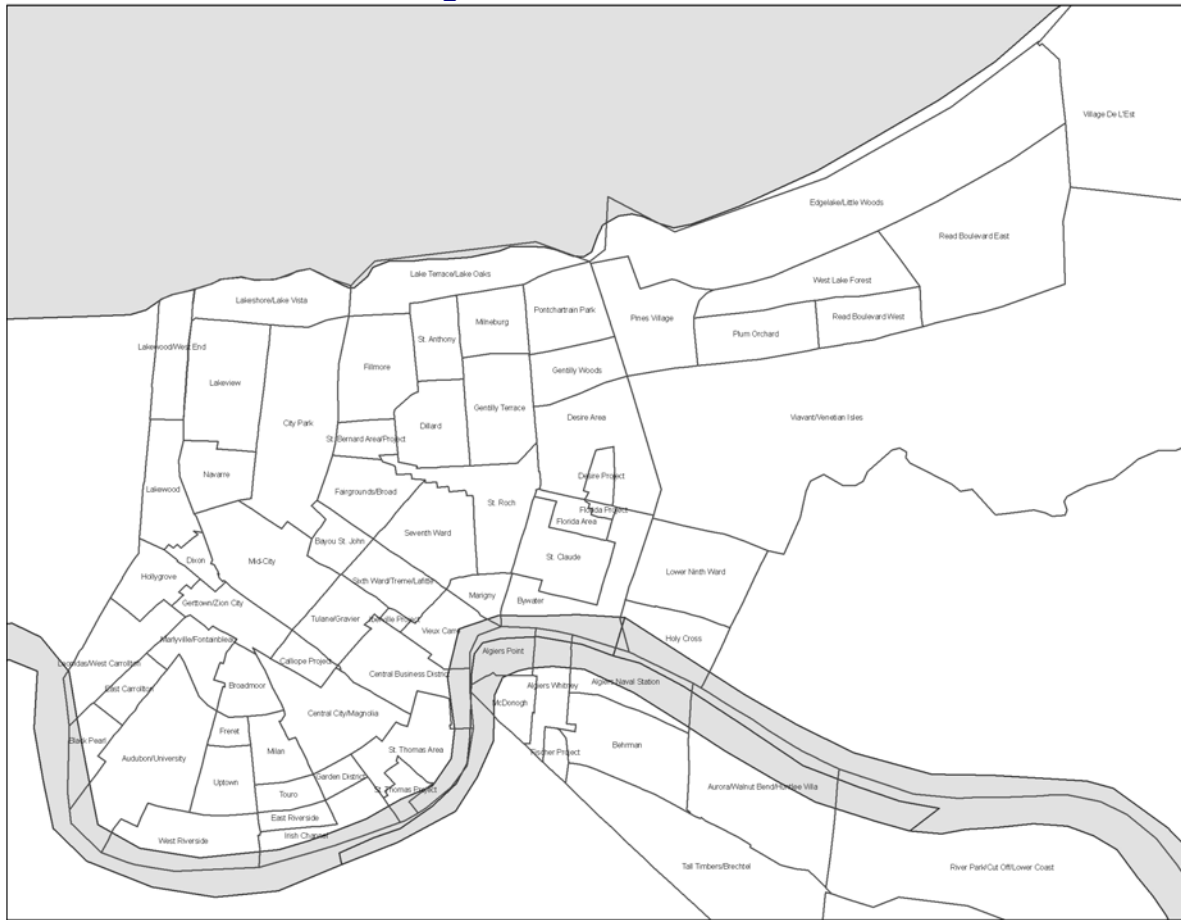 Village De L'Est
Edgelake/Little Woods
Read Boulevard East
Lake Terrace/Lake Oaks
West Lake Forest
Lakeshore/Lake Vista
Pontchartrain Park
Read Boulevard West
Pines Village
Milneburg
Plum Orchard
St. Anthony
Lakewood/West End
Fillmore
Gentilly Woods
Lakeview
Gentilly Terrace
Viavant/Venetian Isles
Desire Area
City Park
Dillard
St. Bernard Area/Project
Navarre
Desire Project
Lakewood
Fairgrounds/Broad
St. Roch
Florida Project
Florida Area
Seventh Ward
Bayou St. John
St. Claude
Dixon
Mid-City
Lower Ninth Ward
Hollygrove
Sixth Ward/Treme/Lafitte
Marigny
Bywater
Gerttown/Zion City
Tulane/Gravier
Iberville Project
Vieux Carre
Marlyville/Fontainbleau
Holy Cross
Algiers Point
Calliope Project
Leonidas/West Carrollton
Central Business District
Algiers Naval Station
East Carrollton
Broadmoor
Algiers Whitney
McDonogh
Central City/Magnolia
Freret
Black Pearl
Behrman
Milan
St. Thomas Area
Fischer Project
Audubon/University
Garden District
Uptown
Aurora/Walnut Bend/Huntlee Villa
St. Thomas Project
Touro
East Riverside
Irish Channel
West Riverside
Tall Timbers/Brechtel
River Park/Cut Off/Lower Coast